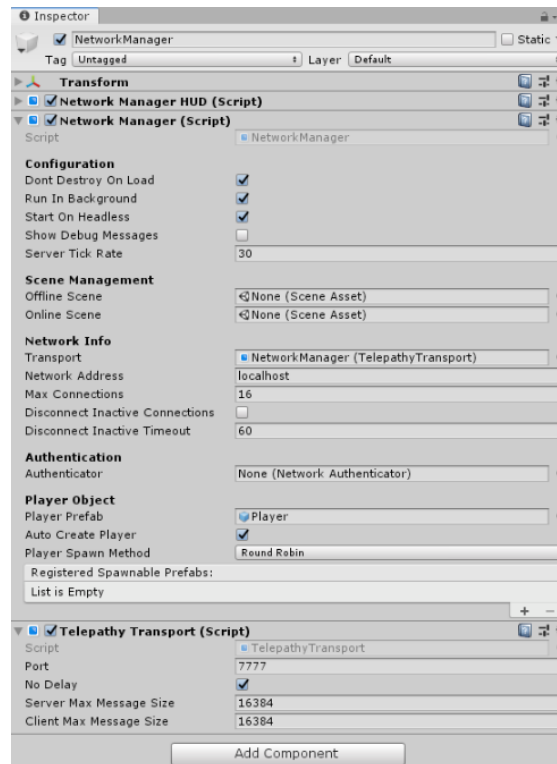 Inspector
NetworkManager Static
Tag Untagged Layer Default
Transform
Network Manager HUD (Script)
Network Manager (Script)
Script NetworkManager
Configuration
Dont Destroy On Load
Run In Background
Start On Headless
Show Debug Messages
Server Tick Rate 30
Scene Management
Offline Scene None (Scene Asset)
Online Scene None (Scene Asset)
Network Info
Transport NetworkManager (TelepathyTransport)
Network Address localhost
Max Connections 16
Disconnect Inactive Connections
Disconnect Inactive Timeout 60
Authentication
Authenticator None (Network Authenticator)
Player Object
Player Prefab Player
Auto Create Player
Player Spawn Method Round Robin
Registered Spawnable Prefabs:
List is Empty
+ −
Telepathy Transport (Script)
Script TelepathyTransport
Port 7777
No Delay
Server Max Message Size 16384
Client Max Message Size 16384
Add Component